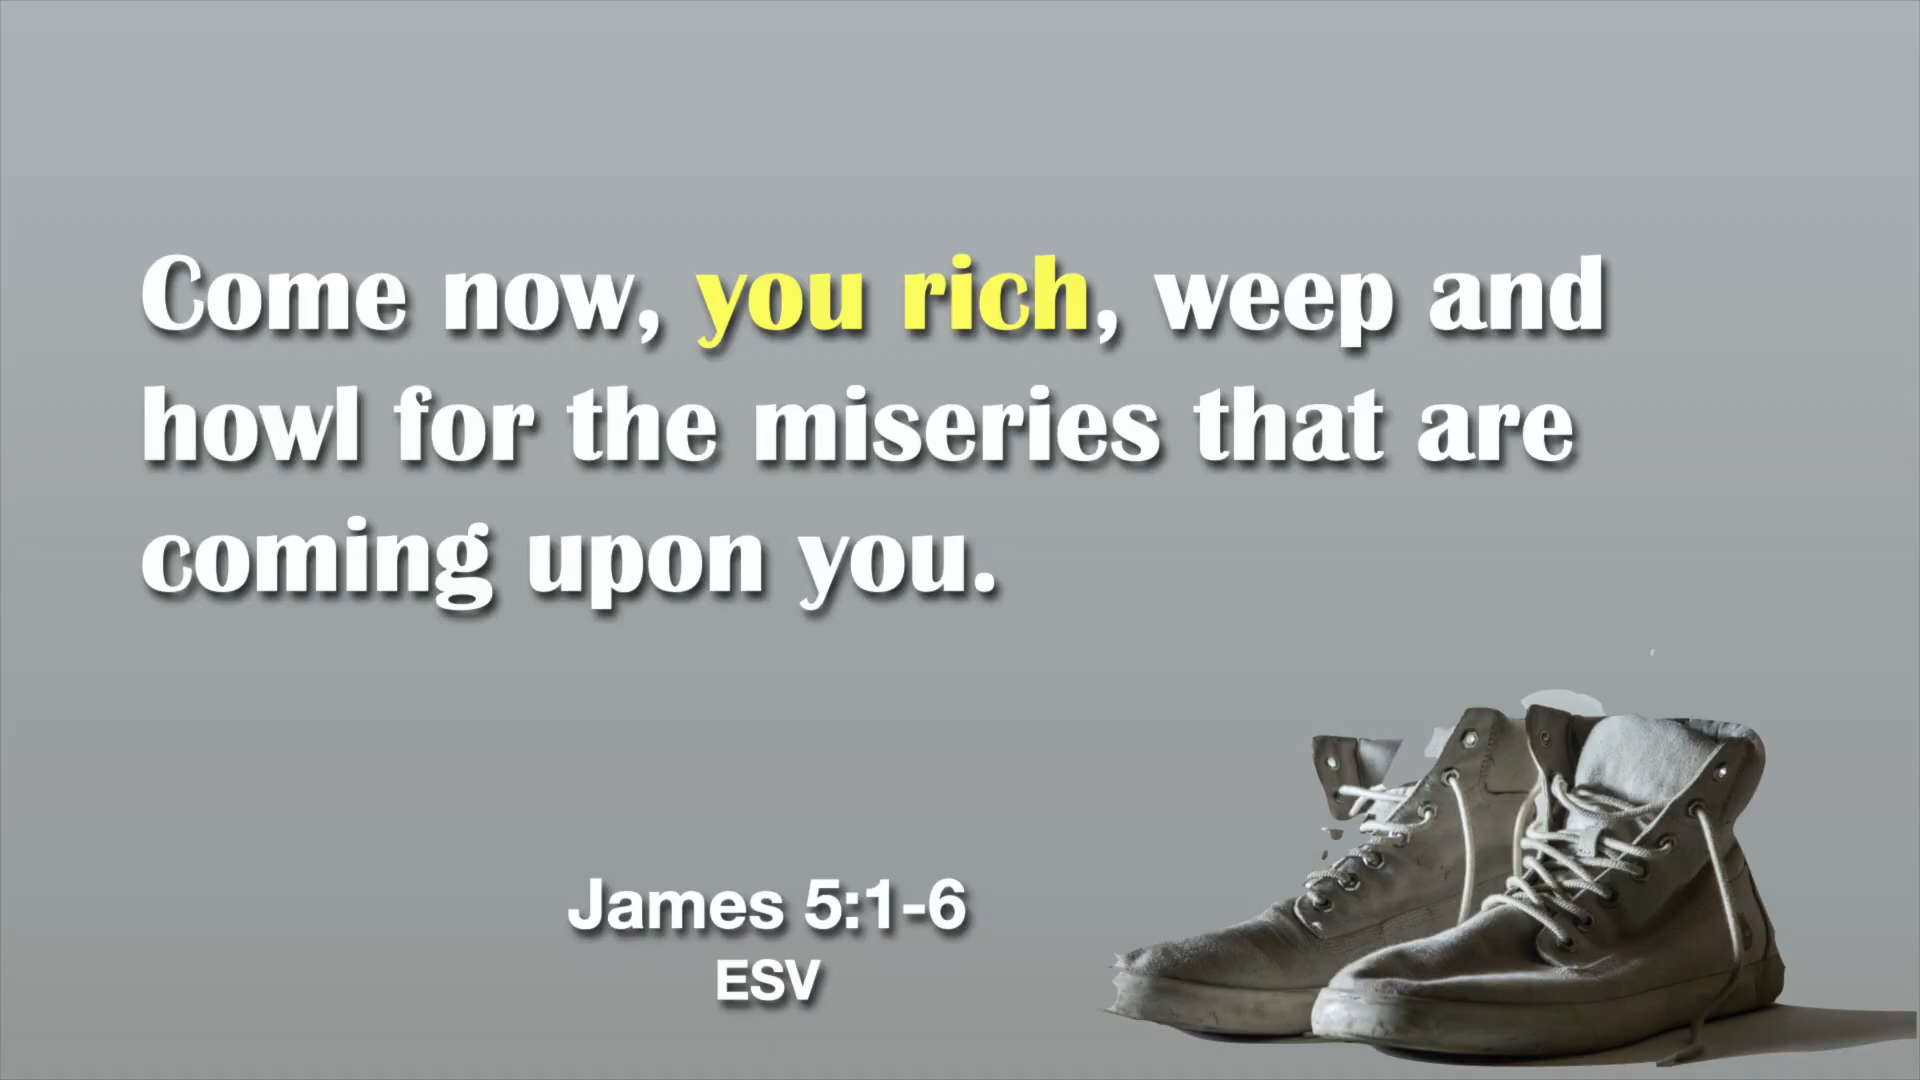 Come now, you rich, weep and
howl for the miseries that are
coming upon you.
James 5:1-6
ESV